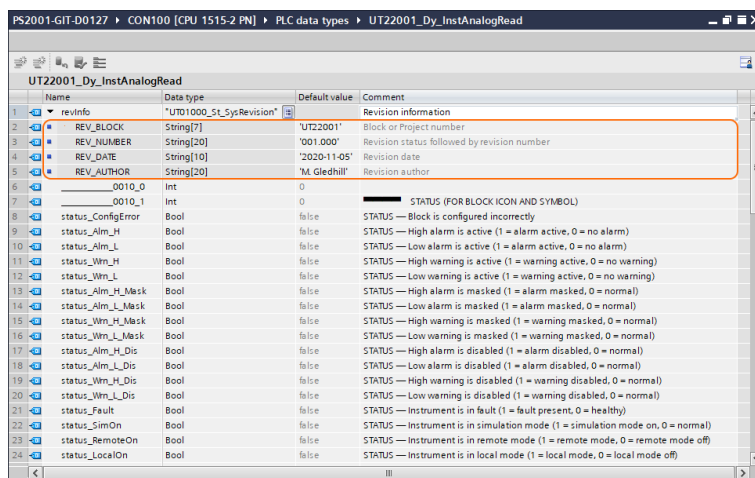 PS2001-GIT-D0127 ▸ CON100 [CPU 1515-2 PN] ▸ PLC data types ▸ UT22001_Dy_InstAnalogRead
UT22001_Dy_InstAnalogRead
Name Data type Default value Comment
1 revInfo "UT01000_St_SysRevision" Revision information
2 REV_BLOCK String[7] 'UT22001' Block or Project number
3 REV_NUMBER String[20] '001.000' Revision status followed by revision number
4 REV_DATE String[10] '2020-11-05' Revision date
5 REV_AUTHOR String[20] 'M. Gledhill' Revision author
6 __________0010_0 Int 0
7 __________0010_1 Int 0 STATUS (FOR BLOCK ICON AND SYMBOL)
8 status_ConfigError Bool false STATUS — Block is configured incorrectly
9 status_Alm_H Bool false STATUS — High alarm is active (1 = alarm active, 0 = no alarm)
10 status_Alm_L Bool false STATUS — Low alarm is active (1 = alarm active, 0 = no alarm)
11 status_Wrn_H Bool false STATUS — High warning is active (1 = warning active, 0 = no warning)
12 status_Wrn_L Bool false STATUS — Low warning is active (1 = warning active, 0 = no warning)
13 status_Alm_H_Mask Bool false STATUS — High alarm is masked (1 = alarm masked, 0 = normal)
14 status_Alm_L_Mask Bool false STATUS — Low alarm is masked (1 = alarm masked, 0 = normal)
15 status_Wrn_H_Mask Bool false STATUS — High warning is masked (1 = warning masked, 0 = normal)
16 status_Wrn_L_Mask Bool false STATUS — Low warning is masked (1 = warning masked, 0 = normal)
17 status_Alm_H_Dis Bool false STATUS — High alarm is disabled (1 = alarm disabled, 0 = normal)
18 status_Alm_L_Dis Bool false STATUS — Low alarm is disabled (1 = alarm disabled, 0 = normal)
19 status_Wrn_H_Dis Bool false STATUS — High warning is disabled (1 = warning disabled, 0 = normal)
20 status_Wrn_L_Dis Bool false STATUS — Low warning is disabled (1 = warning disabled, 0 = normal)
21 status_Fault Bool false STATUS — Instrument is in fault (1 = fault present, 0 = healthy)
22 status_SimOn Bool false STATUS — Instrument is in simulation mode (1 = simulation mode on, 0 = normal)
23 status_RemoteOn Bool false STATUS — Instrument is in remote mode (1 = remote mode, 0 = remote mode off)
24 status_LocalOn Bool false STATUS — Instrument is in local mode (1 = local mode, 0 = local mode off)